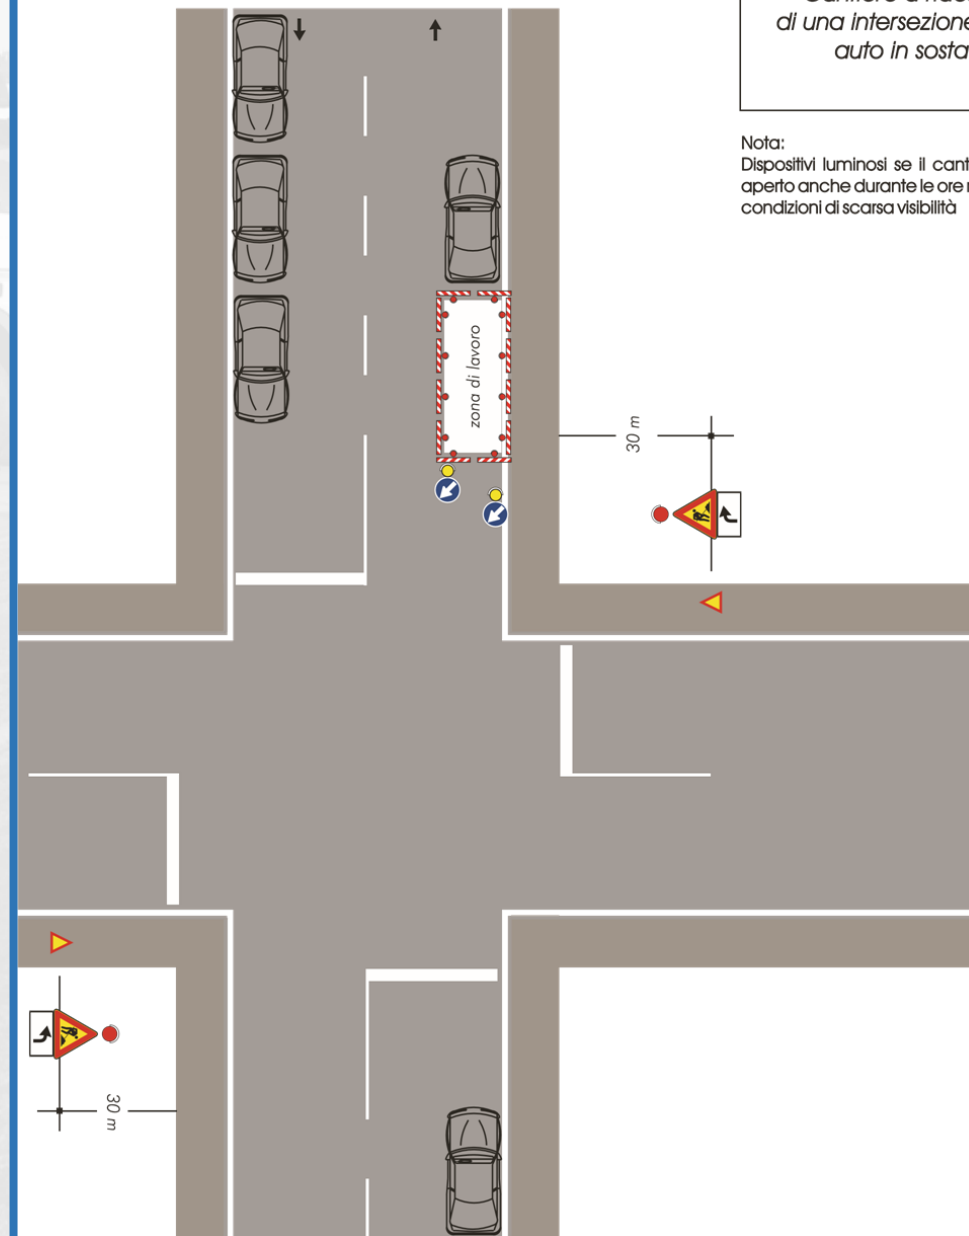 di una intersezione
auto in sosta
Nota:
Dispositivi luminosi se il
aperto anche durante le ore
condizioni di scarsa visibilità
zona di lavoro
30 m
30 m